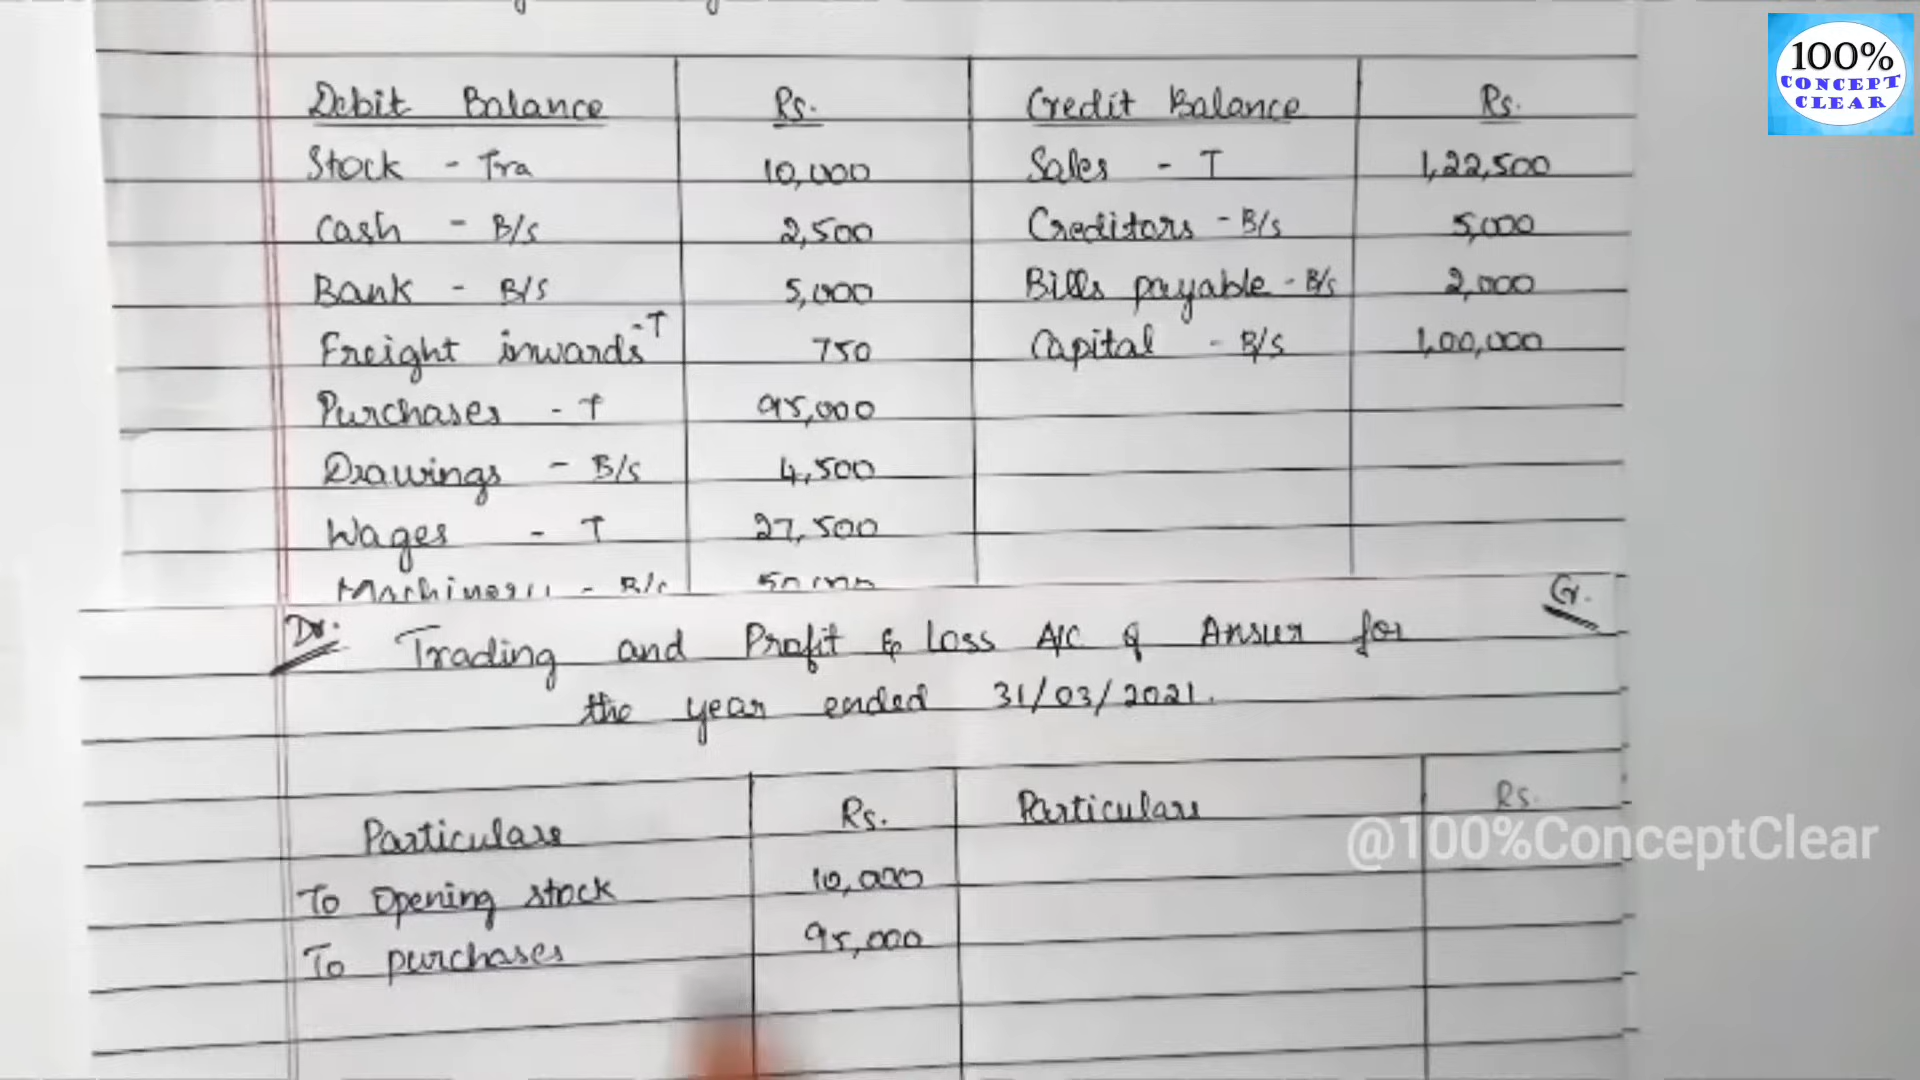 100%
CONCEPT
CLEAR
Debit Balance Rs. Credit Balance Rs.
Stock - Tra 10,000 Sales - T 1,22,500
Cash - B/S 2,500 Creditors - B/s 5,000
Bank - B/S 5,000 Bills payable - B/s 2,000
Freight inwards - T 750 Capital - B/S 1,00,000
Purchases - T 95,000
Drawings - B/S 4,500
Wages - T 27,500
Machinery - B/S
Dr. Cr.
Trading and Profit & Loss A/C of for
the year ended 31/03/2021.
Particulars Rs. Particulars Rs.
@100%ConceptClear
To Opening stock 10,000
To purchases 95,000